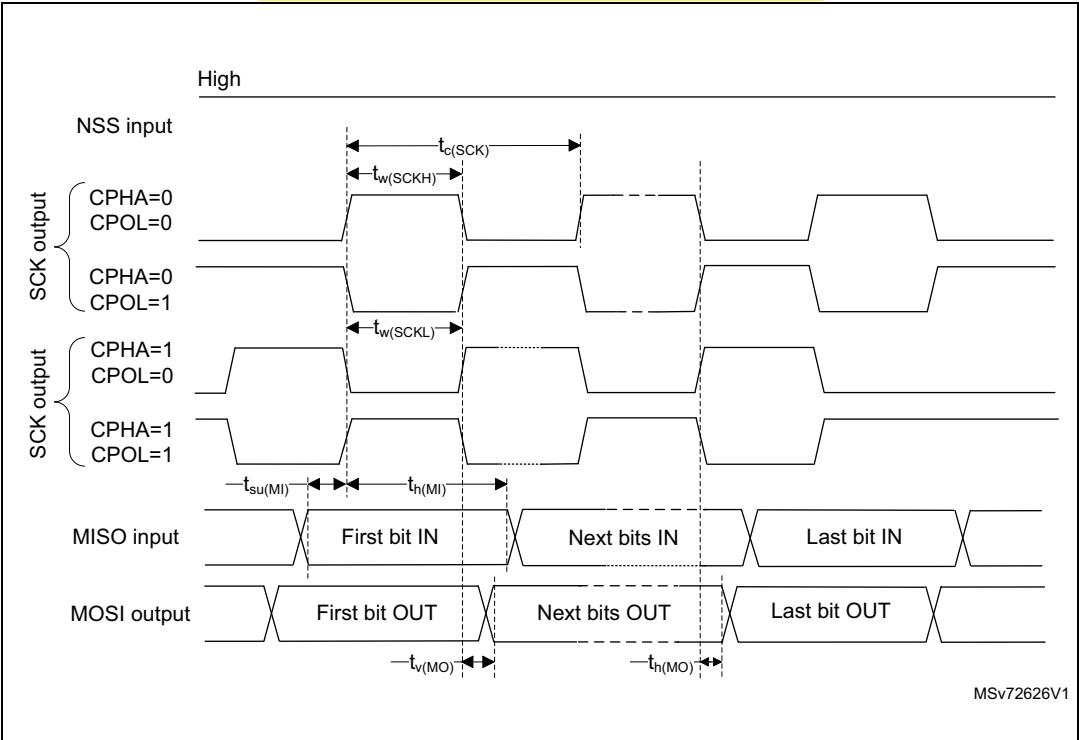 High
NSS input
tc(SCK)
tw(SCKH)
SCK output
CPHA=0
CPOL=0
CPHA=0
CPOL=1
tw(SCKL)
SCK output
CPHA=1
CPOL=0
CPHA=1
CPOL=1
tsu(MI)
th(MI)
MISO input
First bit IN
Next bits IN
Last bit IN
MOSI output
First bit OUT
Next bits OUT
Last bit OUT
tv(MO)
th(MO)
MSv72626V1